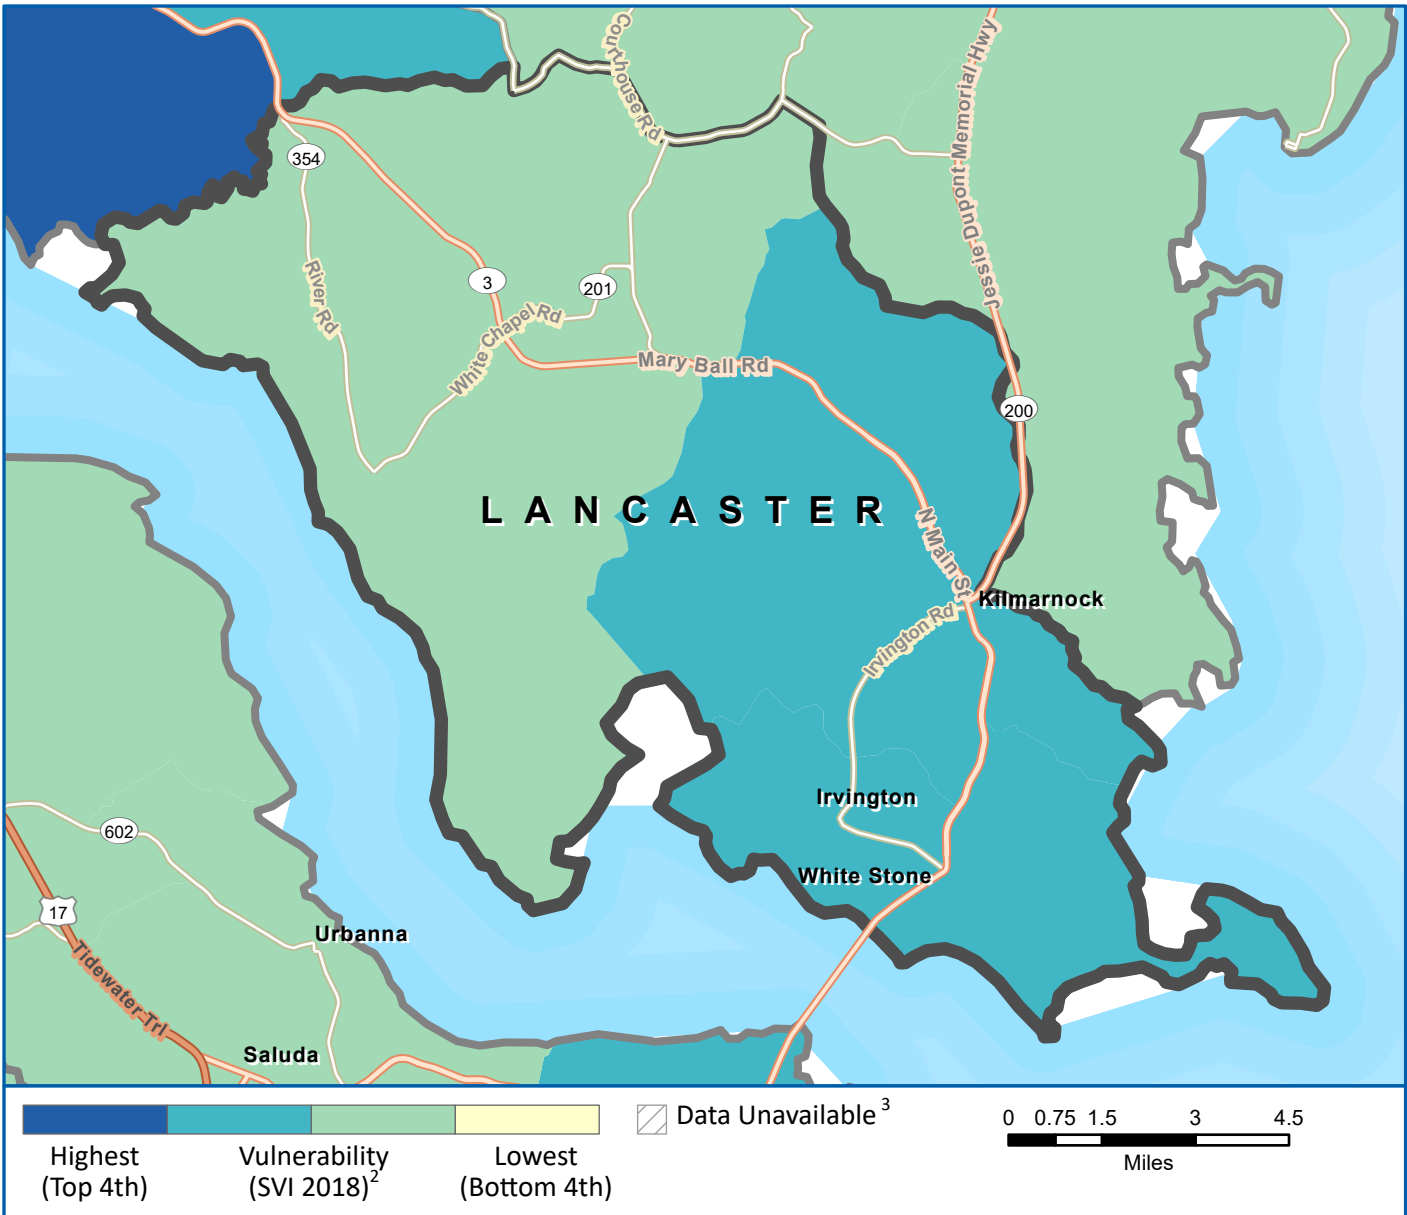 Courthouse Rd
Jessie Dupont Memorial Hwy
354
River Rd
3
201
White Chapel Rd
Mary Ball Rd
200
LANCASTER
N Main St
Kilmarnock
Irvington Rd
Irvington
602
White Stone
17
Urbanna
Tidewater Trl
Saluda
Data Unavailable 3
0 0.75 1.5 3 4.5
Miles
Highest
(Top 4th)
Vulnerability
(SVI 2018)2
Lowest
(Bottom 4th)